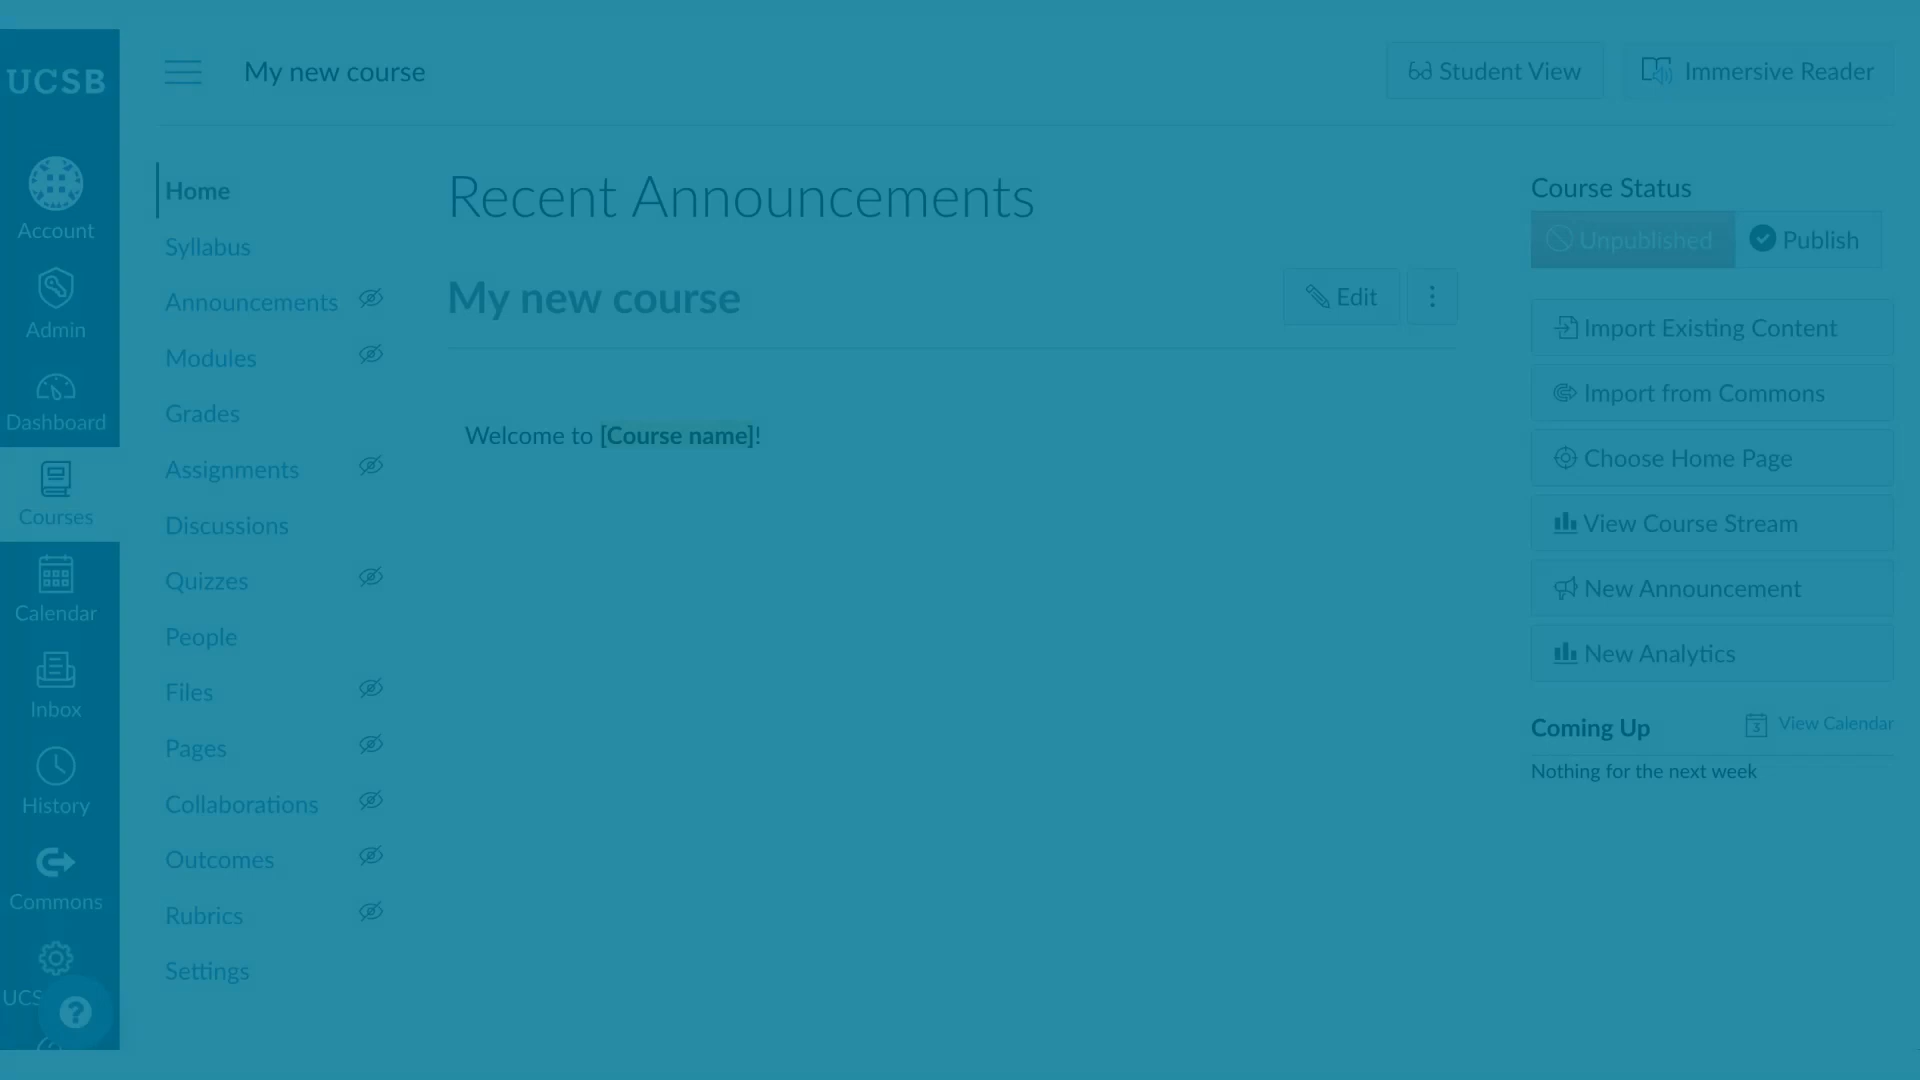 UCSB
Account
Admin
Dashboard
Courses
Calendar
Inbox
History
Commons
UCS
?
My new course
Student View
Immersive Reader
Home
Syllabus
Announcements
Modules
Grades
Assignments
Discussions
Quizzes
People
Files
Pages
Collaborations
Outcomes
Rubrics
Settings
Recent Announcements
My new course
Edit
Welcome to [Course name]!
Course Status
Unpublished
Publish
Import Existing Content
Import from Commons
Choose Home Page
View Course Stream
New Announcement
New Analytics
Coming Up
3 View Calendar
Nothing for the next week